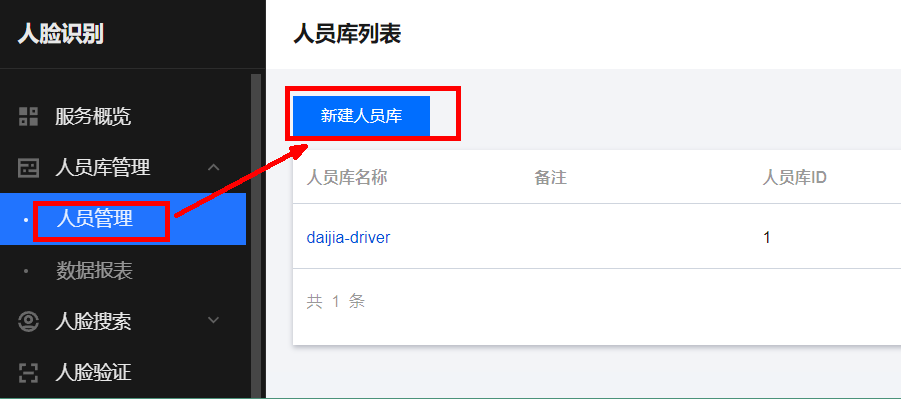 人脸识别
服务概览
人员库管理
人员管理
数据报表
人脸搜索
人脸验证
人员库列表
新建人员库
人员库名称 备注 人员库ID
daijia-driver 1
共 1 条